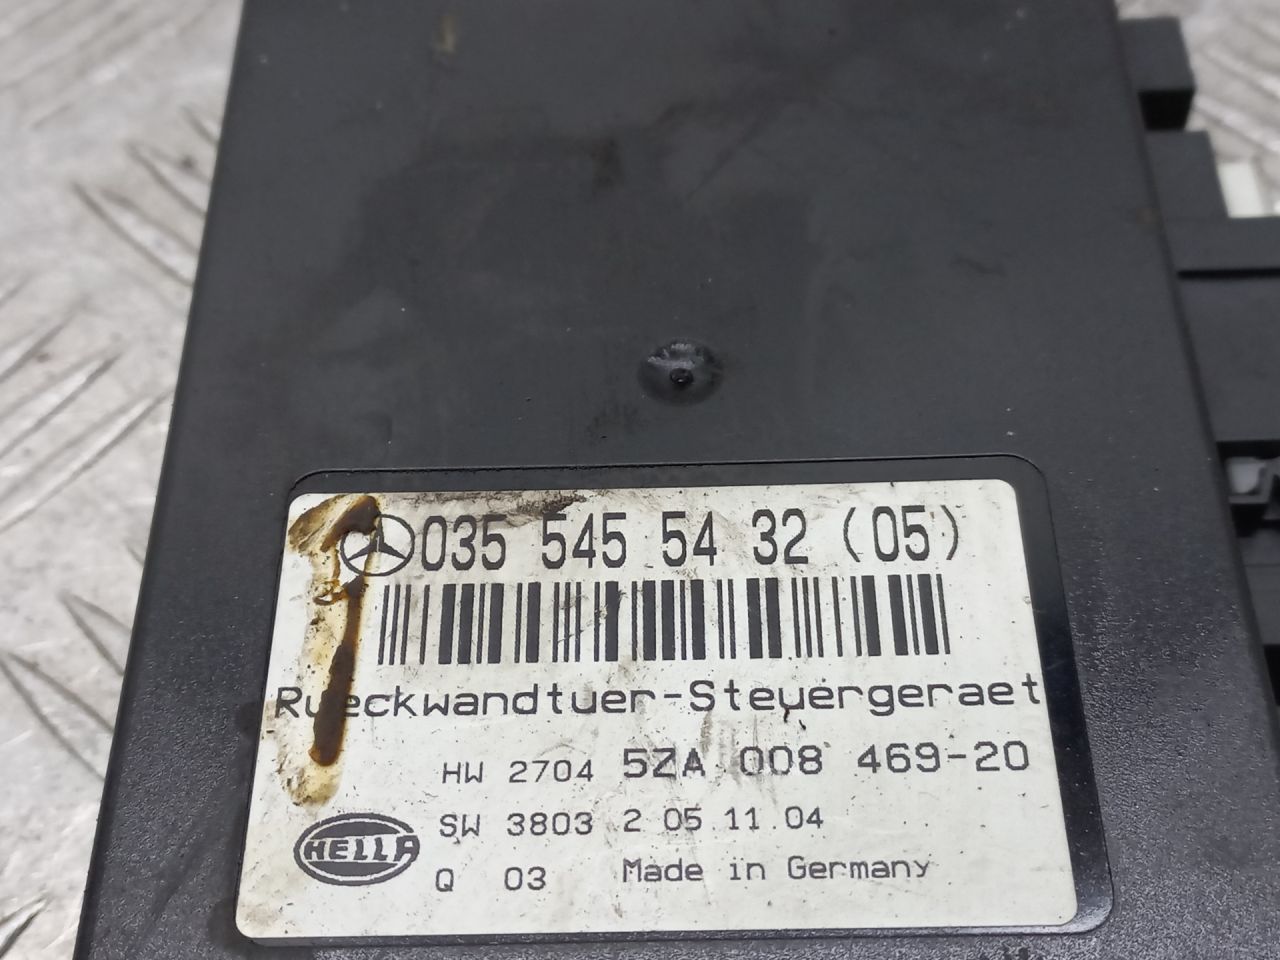 035 545 54 32 (05)
Rueckwandtuer-Steuergeraet
HW 2704 5ZA 008 469-20
SW 3803 2 05.11.04
HELLA
Q 03 Made in Germany